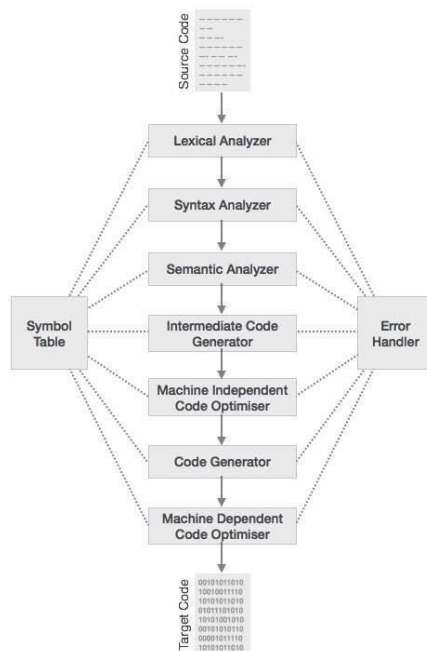 Source Code
Lexical Analyzer
Syntax Analyzer
Semantic Analyzer
Symbol
Table
Intermediate Code
Generator
Error
Handler
Machine Independent
Code Optimiser
Code Generator
Machine Dependent
Code Optimiser
Target Code
00101011010
10010011110
10101011010
01011101010
10101001010
00101010110
00001011110
10101011010